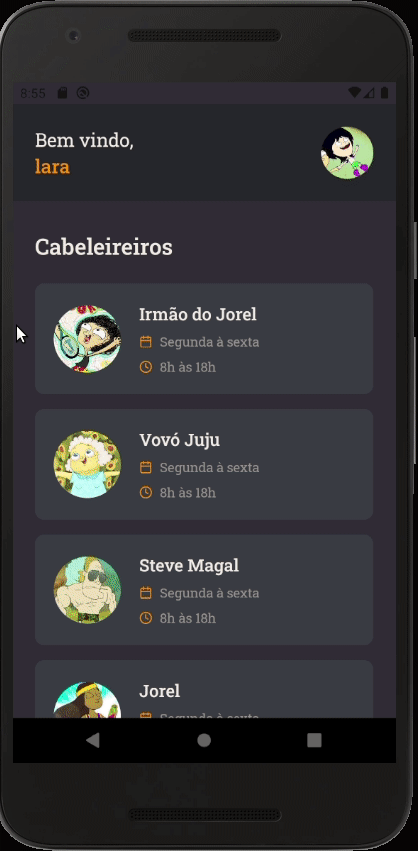 8:55
Bem vindo,
lara
Cabeleireiros
Irmão do Jorel
Segunda à sexta
8h às 18h
Vovó Juju
Segunda à sexta
8h às 18h
Steve Magal
Segunda à sexta
8h às 18h
Jorel
Segunda à sexta